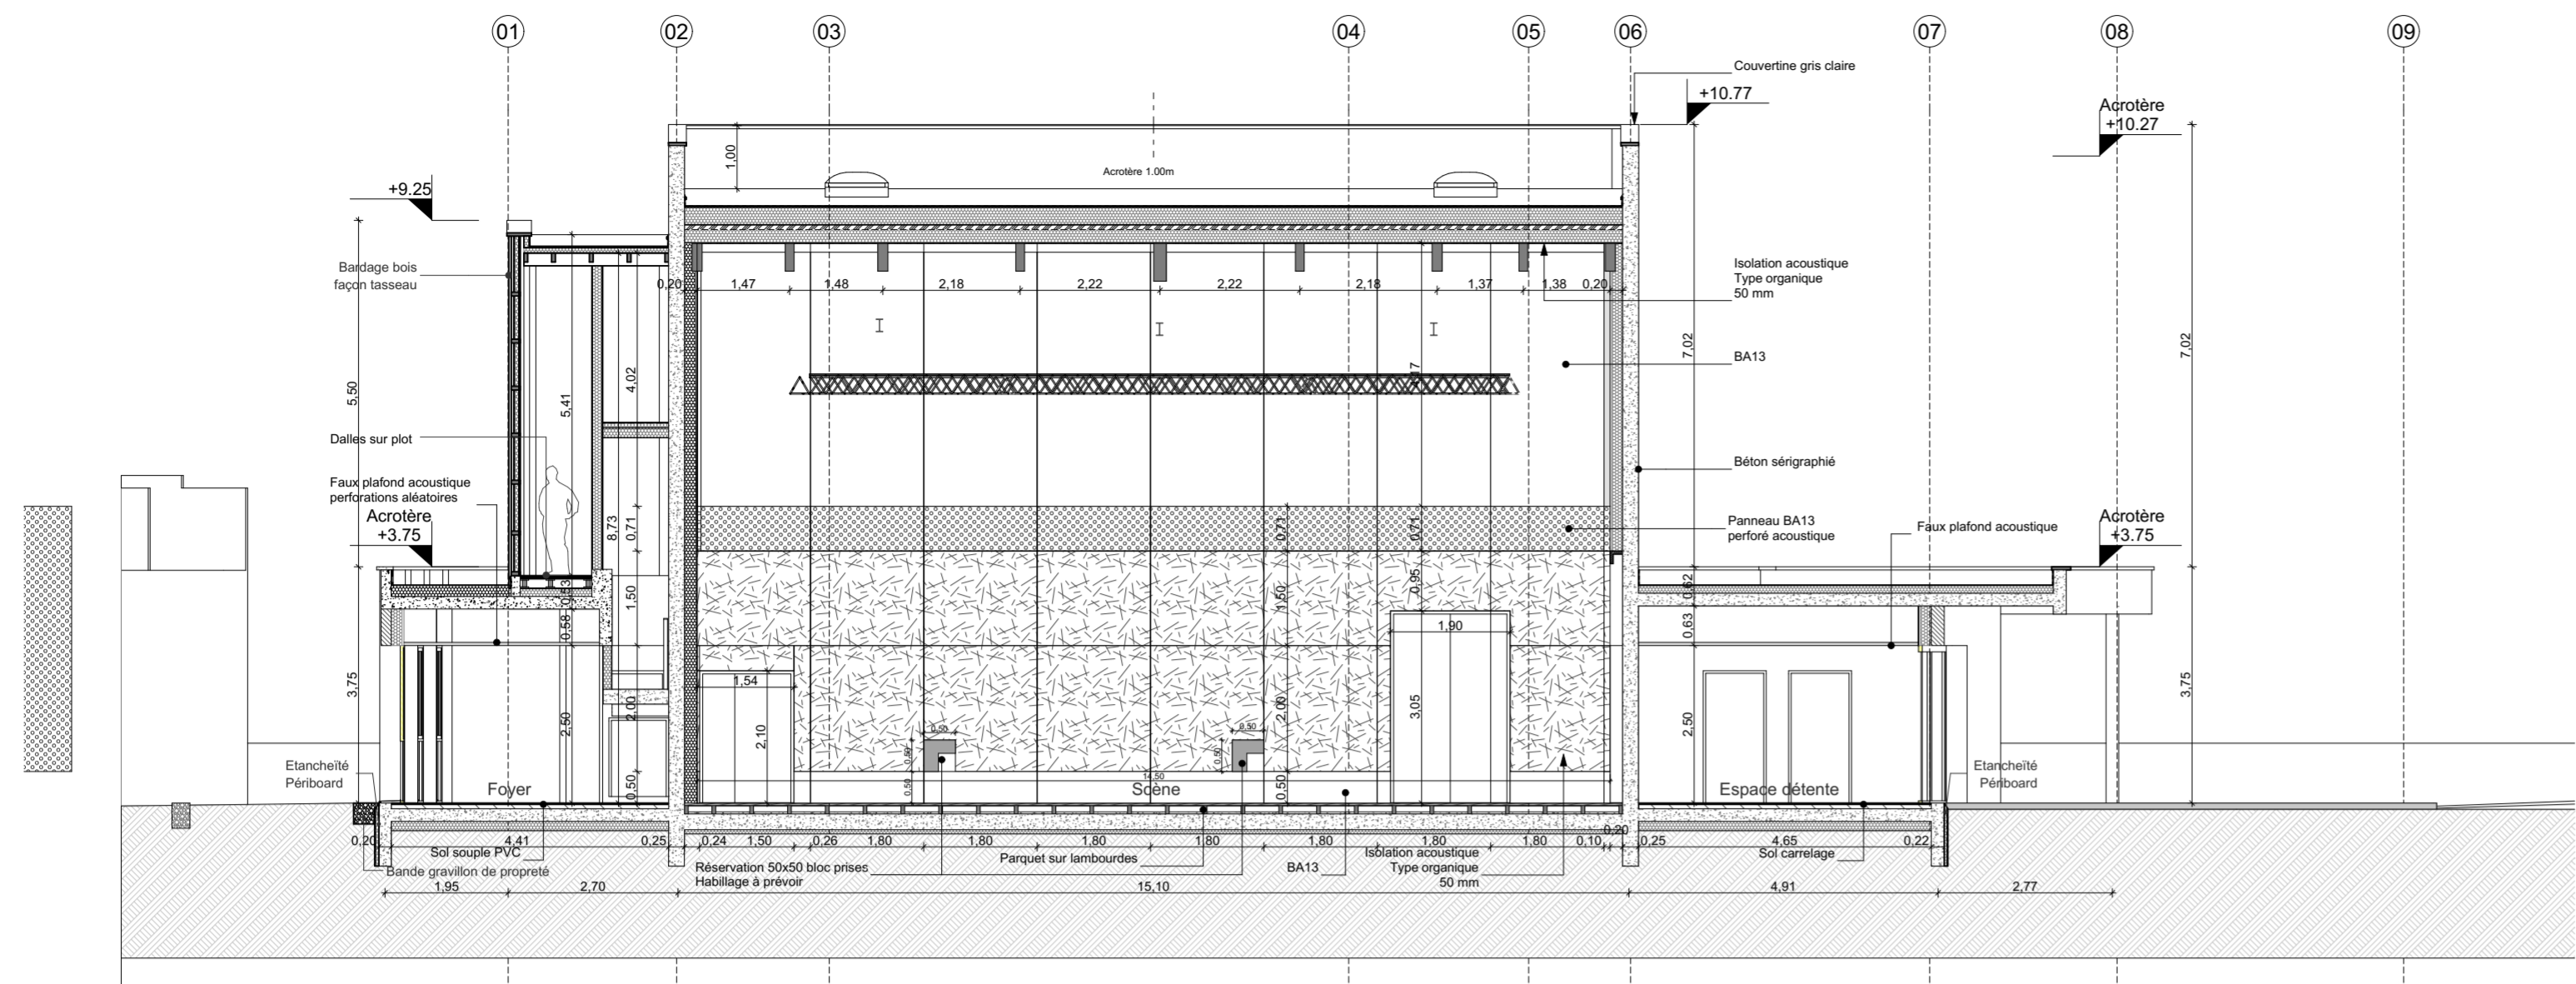 01
02
03
04
05
06
07
08
09
Couvertine gris claire
+10.77
Acrotère
+10.27
1,00
Acrotère 1.00m
+9.25
Bardage bois
façon tasseau
0,20
1,47
1,48
2,18
2,22
2,22
2,18
1,37
1,38
0,20
Isolation acoustique
Type organique
50 mm
7,02
7,02
BA13
5,50
5,41
4,02
Dalles sur plot
Béton sérigraphié
Faux plafond acoustique
perforations aléatoires
Acrotère
+3.75
8,73
0,71
0,71
0,71
Panneau BA13
perforé acoustique
Faux plafond acoustique
Acrotère
+3.75
0,53
0,58
1,50
1,50
0,95
0,62
0,63
1,90
3,75
1,54
2,10
2,50
2,00
2,00
3,05
2,50
3,75
0,50
0,50
0,50
0,50
Etancheïté
Périboard
Foyer
0,50
0,50
14,50
Scène
0,50
Espace détente
Etancheïté
Périboard
0,20
4,41
0,25
0,24
1,50
0,26
1,80
1,80
1,80
1,80
1,80
1,80
1,80
0,10
0,20
0,25
4,65
0,22
Sol souple PVC
Bande gravillon de propreté
Réservation 50x50 bloc prises
Habillage à prévoir
Parquet sur lambourdes
BA13
Isolation acoustique
Type organique
50 mm
Sol carrelage
1,95
2,70
15,10
4,91
2,77